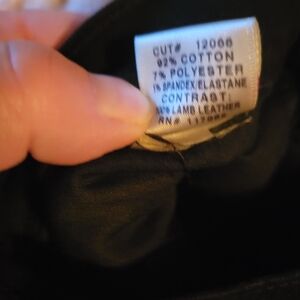 CUT# 12066
92% COTTON
7% POLYESTER
1% SPANDEX/ELASTANE
CONTRAST:
LAMB LEATHER
RN#